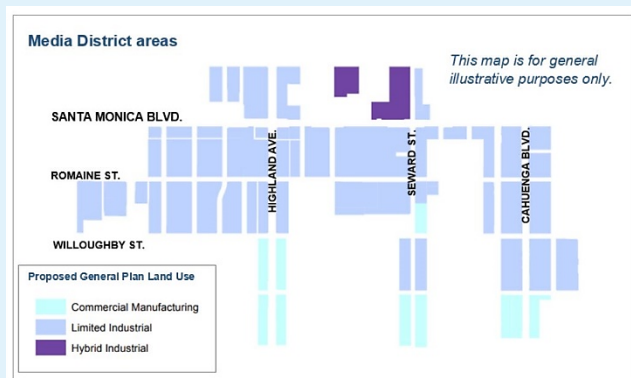 Media District areas
This map is for general
illustrative purposes only.
SANTA MONICA BLVD.
ROMAINE ST.
HIGHLAND AVE.
SEWARD ST.
CAHUENGA BLVD.
WILLOUGHBY ST.
Proposed General Plan Land Use
Commercial Manufacturing
Limited Industrial
Hybrid Industrial